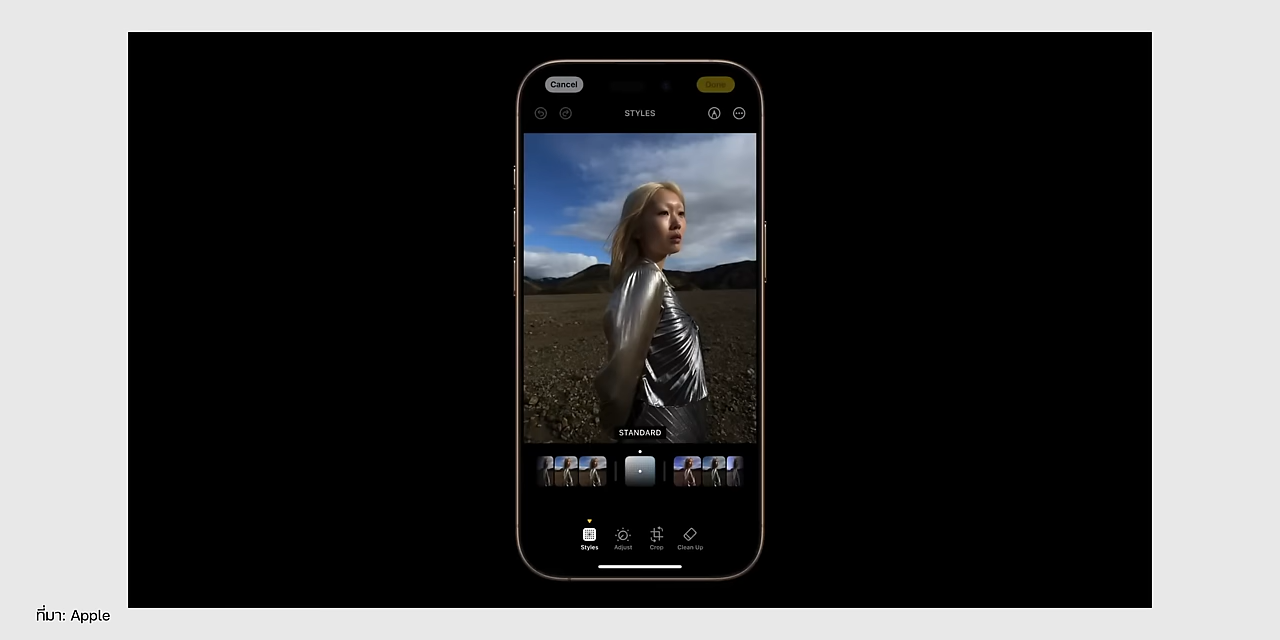 Cancel
Done
STYLES
STANDARD
Styles
Adjust
Crop
Clean Up
ที่มา: Apple